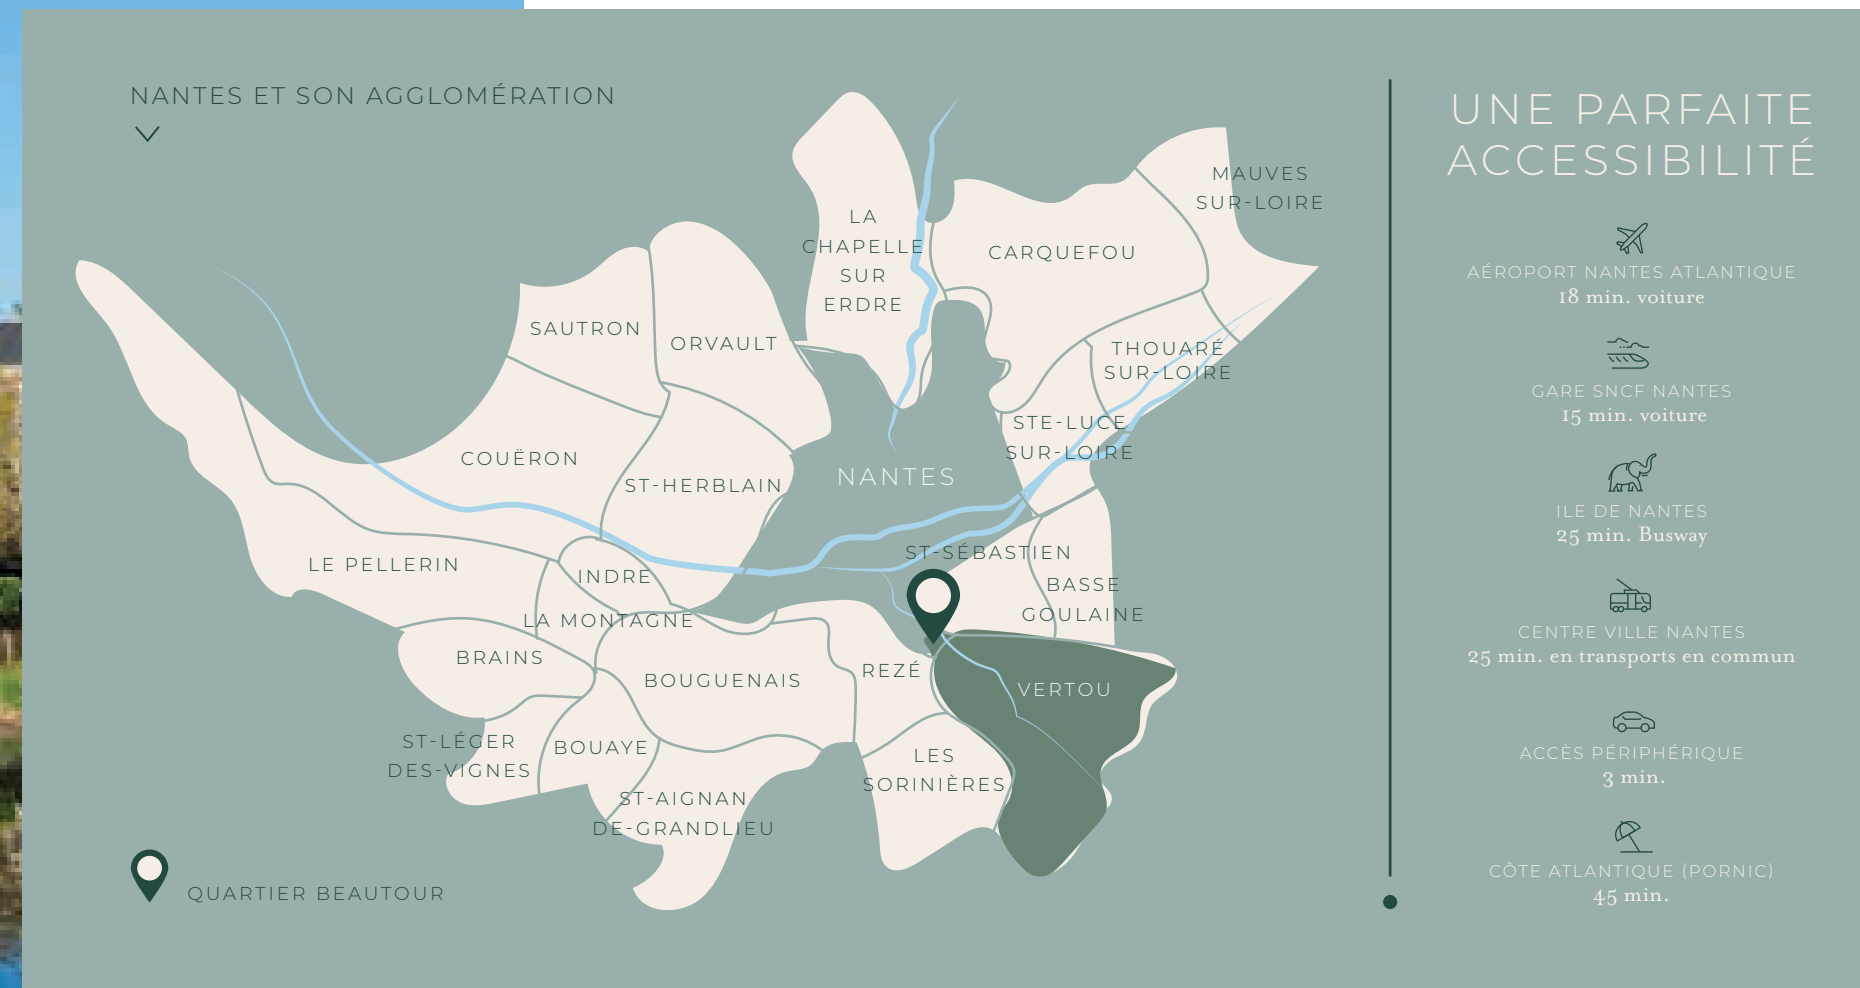 NANTES ET SON AGGLOMÉRATION
MAUVES
SUR-LOIRE
LA
CHAPELLE
SUR
ERDRE
CARQUEFOU
SAUTRON
ORVAULT
THOUARÉ
SUR-LOIRE
STE-LUCE
SUR-LOIRE
COUËRON
ST-HERBLAIN
NANTES
LE PELLERIN
INDRE
ST-SÉBASTIEN
BASSE
GOULAINE
LA MONTAGNE
BRAINS
BOUGUENAIS
REZÉ
VERTOU
ST-LÉGER
DES-VIGNES
BOUAYE
LES
SORINIÈRES
ST-AIGNAN
DE-GRANDLIEU
QUARTIER BEAUTOUR
UNE PARFAITE
ACCESSIBILITÉ
AÉROPORT NANTES ATLANTIQUE
18 min. voiture
GARE SNCF NANTES
15 min. voiture
ILE DE NANTES
25 min. Busway
CENTRE VILLE NANTES
25 min. en transports en commun
ACCÈS PÉRIPHÉRIQUE
3 min.
CÔTE ATLANTIQUE (PORNIC)
45 min.